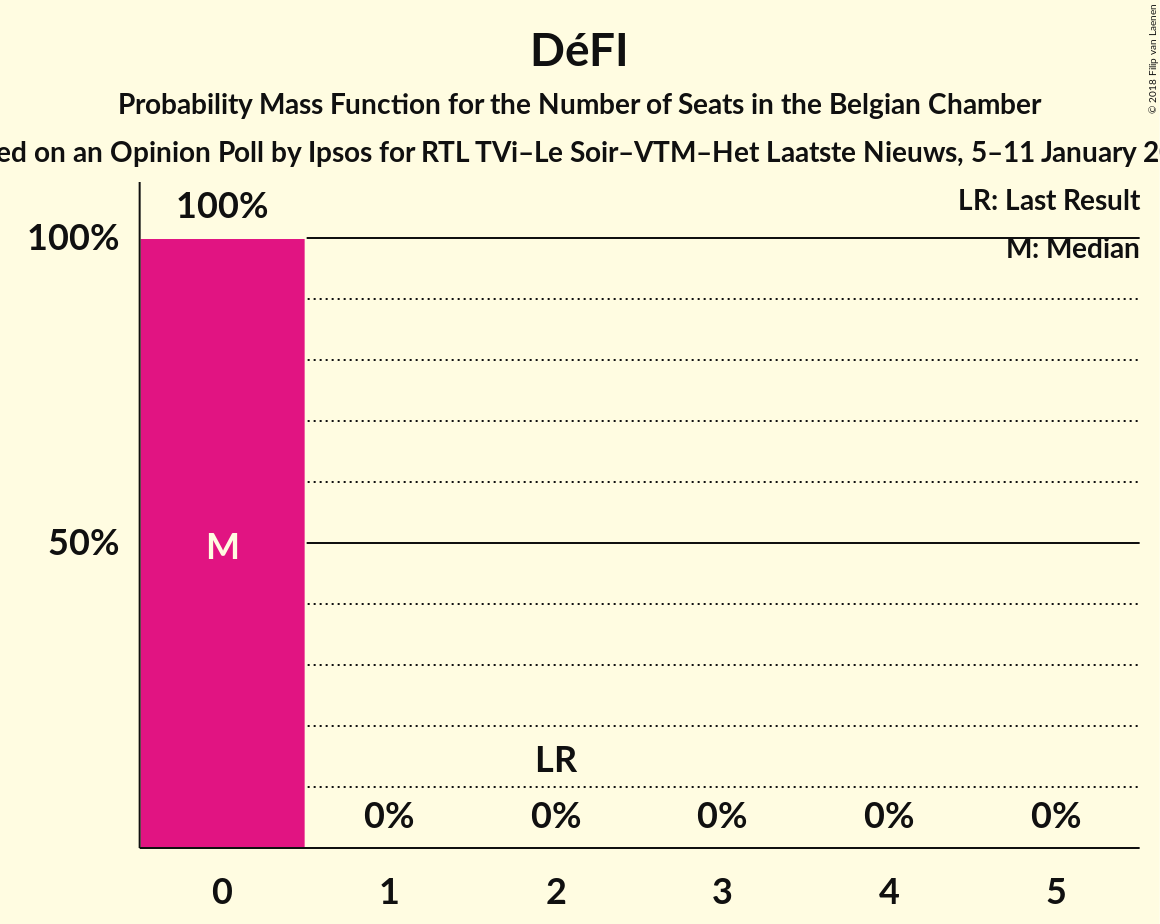 DéFI
Probability Mass Function for the Number of Seats in the Belgian Chamber
on an Opinion Poll by Ipsos for RTL TVi–Le Soir–VTM–Het Laatste Nieuws, 5–11 January
© 2018 Filip van Laenen
LR: Last Result
M: Median
100%
100%
50%
M
LR
0%
0%
0%
0%
0%
0
1
2
3
4
5